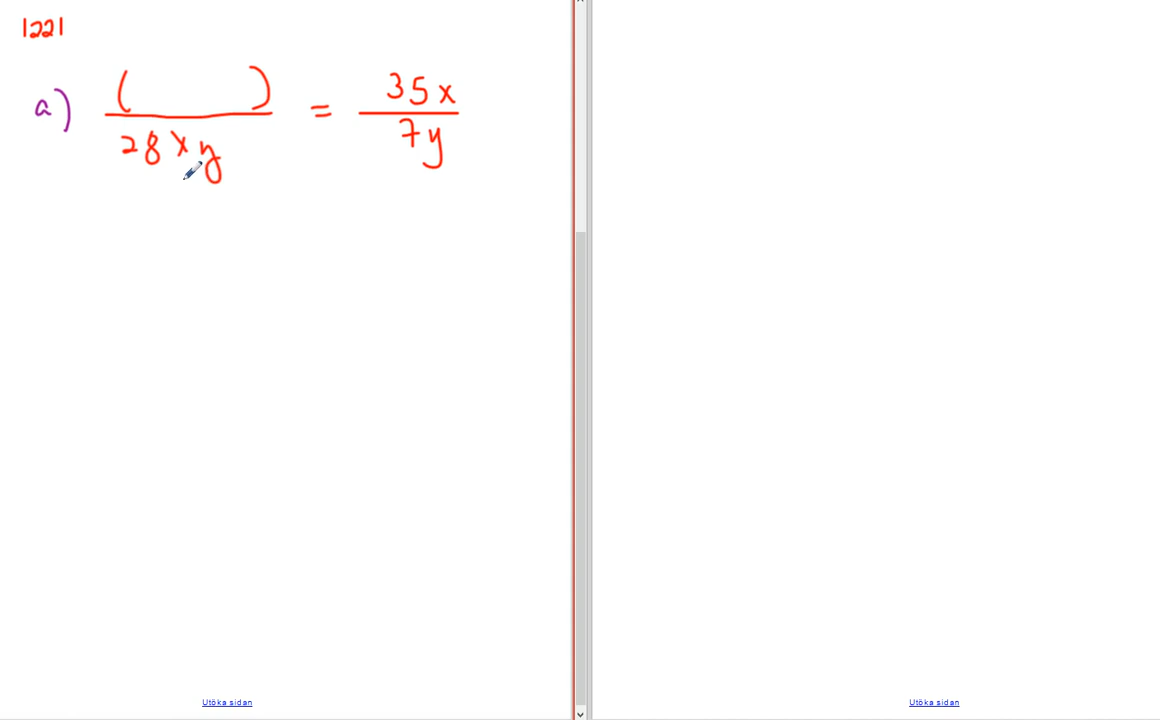 1221
a) (      ) / 28xy = 35x / 7y
Utöka sidan
Utöka sidan